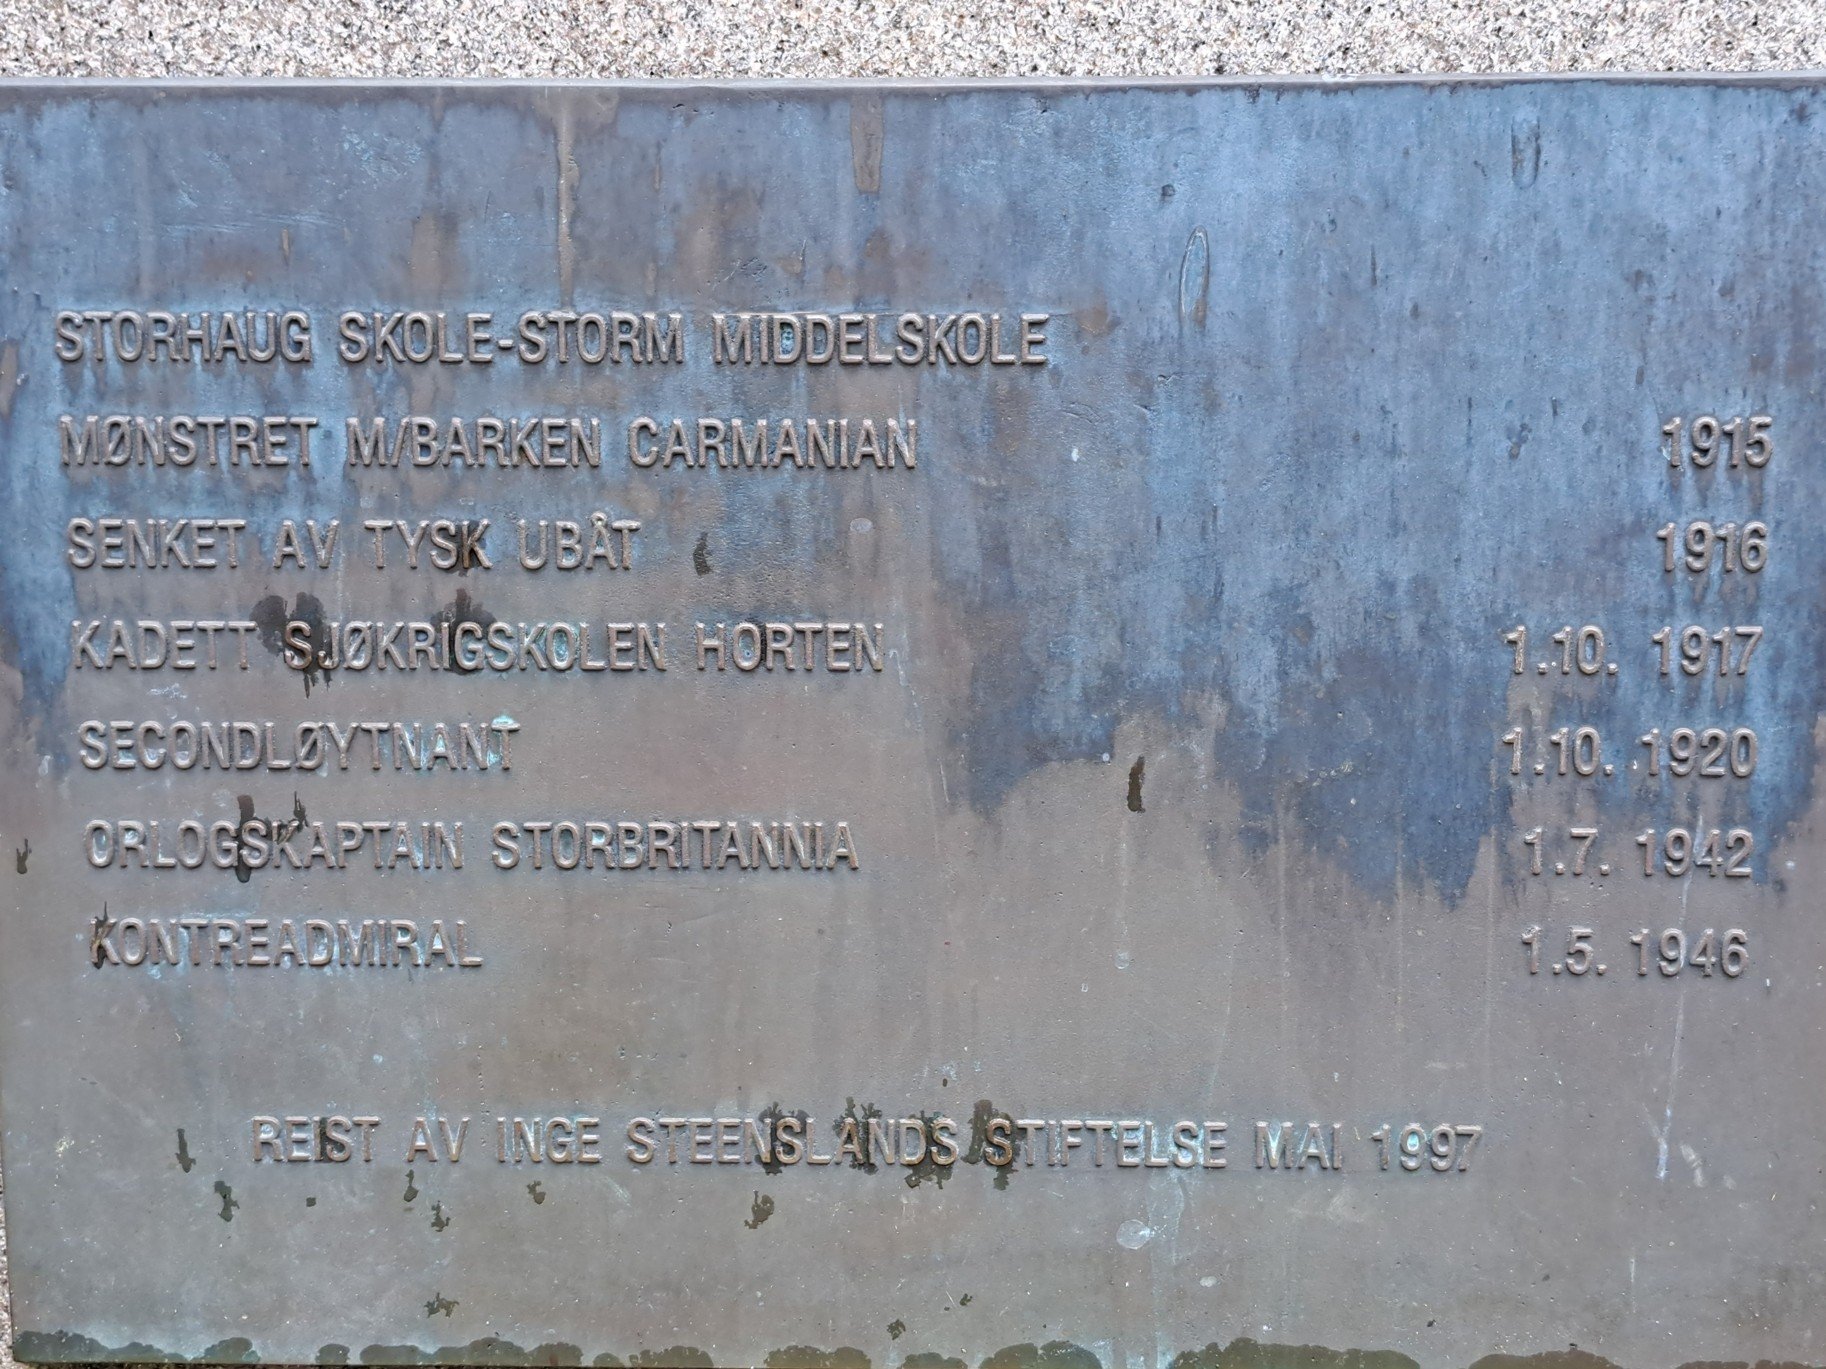 STORHAUG SKOLE-STORM MIDDELSKOLE
MØNSTRET M/BARKEN CARMANIAN 1915
SENKET AV TYSK UBÅT 1916
KADETT SJØKRIGSKOLEN HORTEN 1.10. 1917
SECONDLØYTNANT 1.10. 1920
ORLOGSKAPTAIN STORBRITANNIA 1.7. 1942
KONTREADMIRAL 1.5. 1946
REIST AV INGE STEENSLANDS STIFTELSE MAI 1997